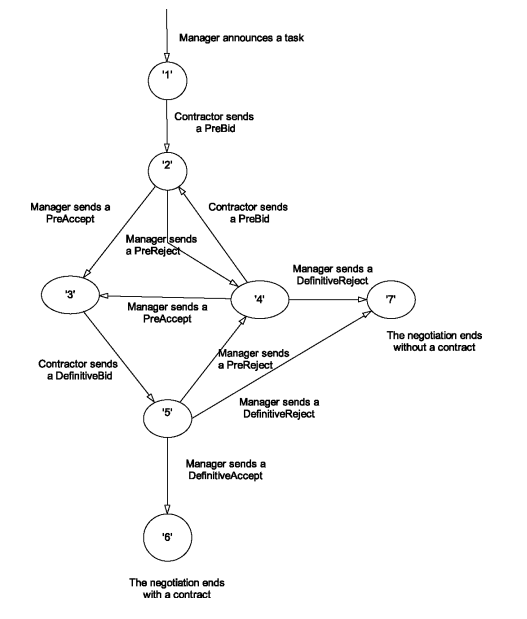 Manager announces a task
'1'
Contractor sends
a PreBid
'2'
Manager sends a
PreAccept
Contractor sends
a PreBid
Manager sends
a PreReject
Manager sends a
DefinitiveReject
'3'
'4'
'7'
Manager sends a
PreAccept
The negotiation ends
without a contract
Contractor sends
a DefinitiveBid
Manager sends
a PreReject
Manager sends a
DefinitiveReject
'5'
Manager sends a
DefinitiveAccept
'6'
The negotiation ends
with a contract